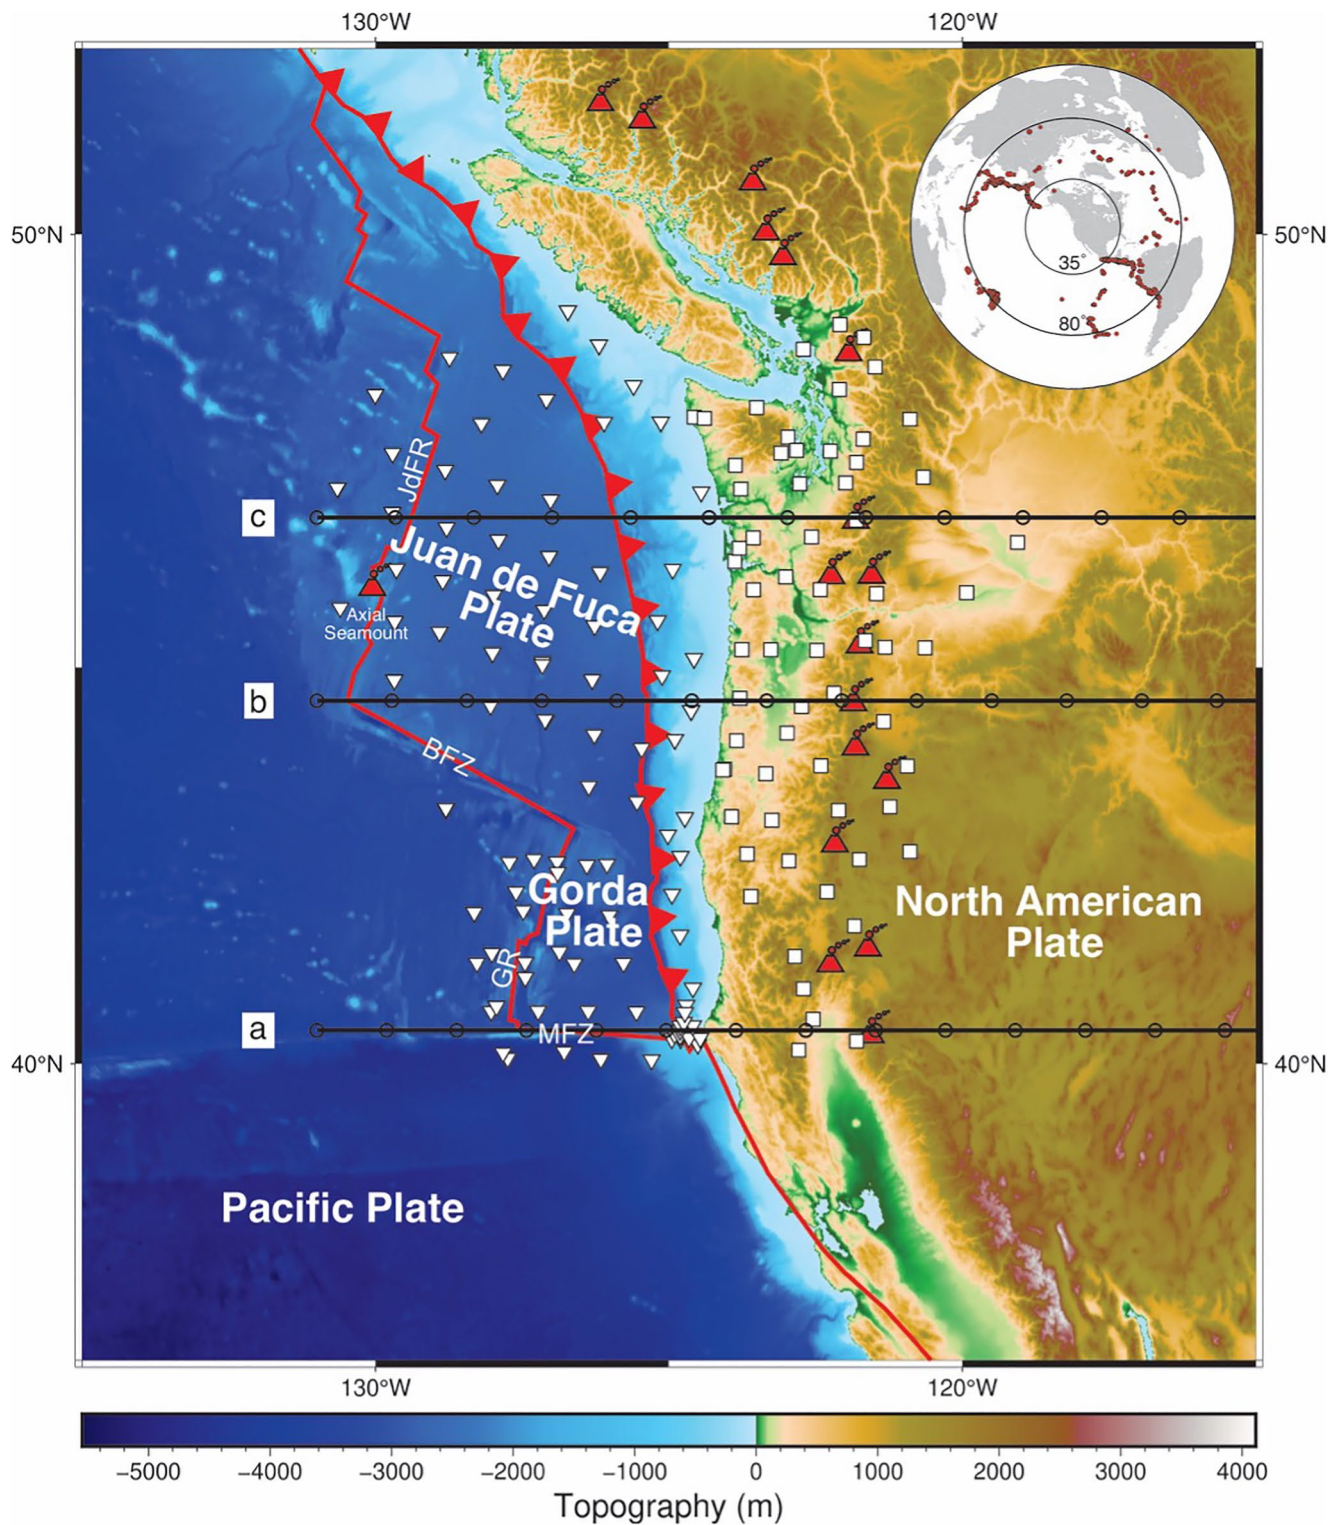 130°W 120°W
50°N 50°N
35°
80°
JdFR
c
Juan de Fuca
Plate
Axial
Seamount
b
BFZ
Gorda
Plate
North American
Plate
GR
a
MFZ
40°N 40°N
Pacific Plate
130°W 120°W
−5000 −4000 −3000 −2000 −1000 0 1000 2000 3000 4000
Topography (m)